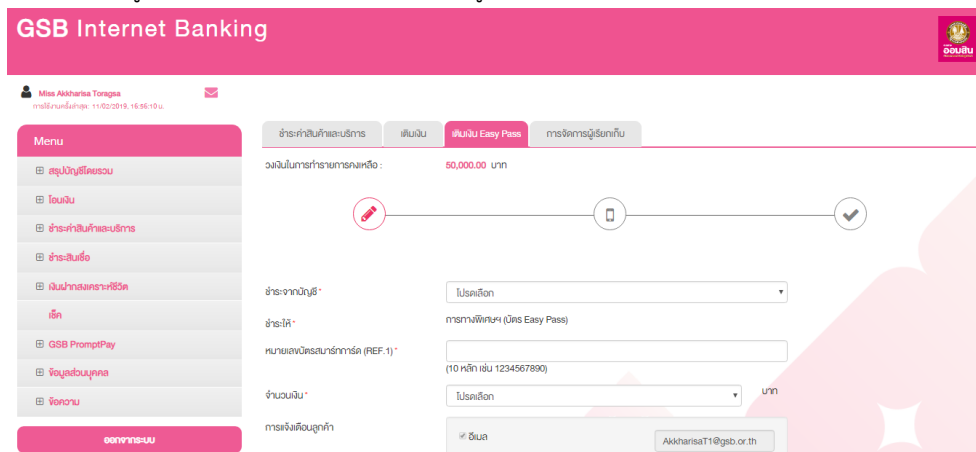 GSB Internet Banking
ออมสิน
Miss Akkharisa Toragsa
การใช้งานครั้งล่าสุด: 11/02/2019, 16:56:10 น.
Menu
สรุปบัญชีโดยรวม
โอนเงิน
ชำระค่าสินค้าและบริการ
ชำระสินเชื่อ
เงินฝากสงเคราะห์ชีวิต
เช็ค
GSB PromptPay
ข้อมูลส่วนบุคคล
ข้อความ
ออกจากระบบ
ชำระค่าสินค้าและบริการ เติมเงิน เติมเงิน Easy Pass การจัดการผู้เรียกเก็บ
วงเงินในการทำรายการคงเหลือ : 50,000.00 บาท
ชำระจากบัญชี * โปรดเลือก
ชำระให้ * การทางพิเศษฯ (บัตร Easy Pass)
หมายเลขบัตรสมาร์ทการ์ด (REF.1) *
(10 หลัก เช่น 1234567890)
จำนวนเงิน * โปรดเลือก บาท
การแจ้งเตือนลูกค้า อีเมล AkkharisaT1@gsb.or.th